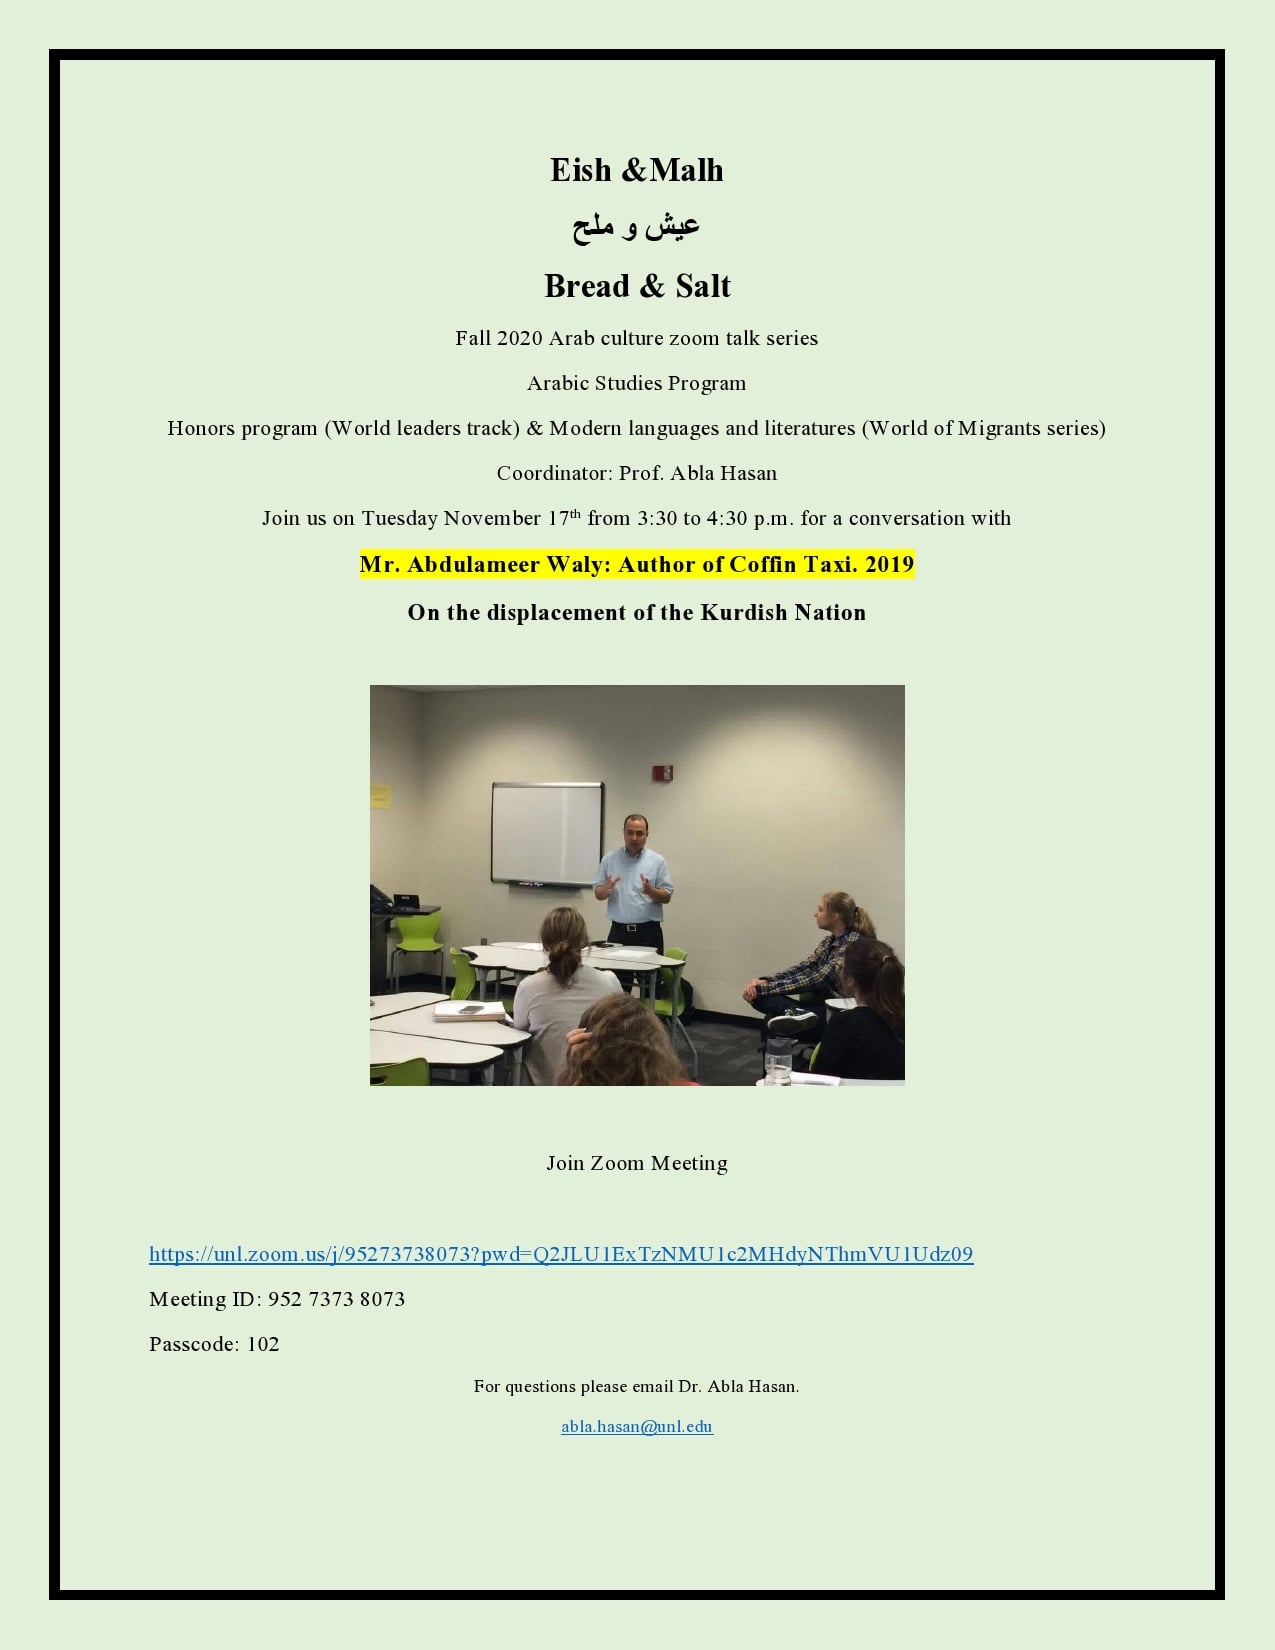 Eish &Malh
عيش و ملح
Bread & Salt
Fall 2020 Arab culture zoom talk series
Arabic Studies Program
Honors program (World leaders track) & Modern languages and literatures (World of Migrants series)
Coordinator: Prof. Abla Hasan
Join us on Tuesday November 17th from 3:30 to 4:30 p.m. for a conversation with
Mr. Abdulameer Waly: Author of Coffin Taxi. 2019
On the displacement of the Kurdish Nation
Join Zoom Meeting
https://unl.zoom.us/j/95273738073?pwd=Q2JLU1ExTzNMU1c2MHdyNThmVU1Udz09
Meeting ID: 952 7373 8073
Passcode: 102
For questions please email Dr. Abla Hasan.
abla.hasan@unl.edu